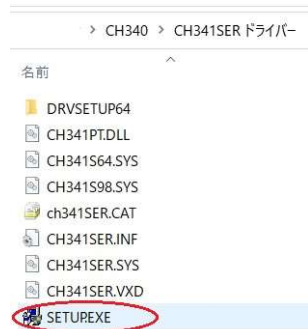 > CH340 > CH341SER ドライバー
名前
DRVSETUP64
CH341PT.DLL
CH341S64.SYS
CH341S98.SYS
ch341SER.CAT
CH341SER.INF
CH341SER.SYS
CH341SER.VXD
SETUP.EXE